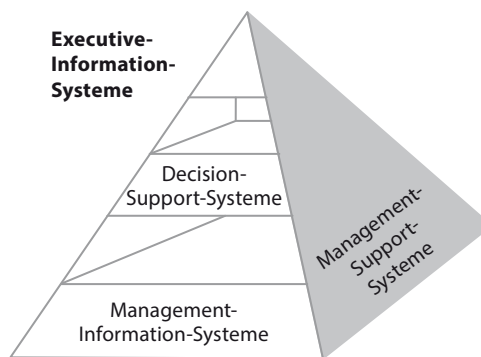 Executive-
Information-
Systeme
Decision-
Support-Systeme
Management-
Support-
Systeme
Management-
Information-Systeme